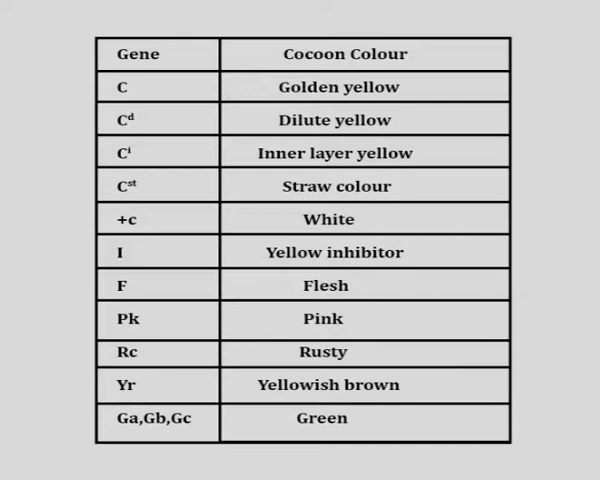 Gene Cocoon Colour
C Golden yellow
Cᵈ Dilute yellow
Cⁱ Inner layer yellow
Cˢᵗ Straw colour
+c White
I Yellow inhibitor
F Flesh
Pk Pink
Rc Rusty
Yr Yellowish brown
Ga,Gb,Gc Green